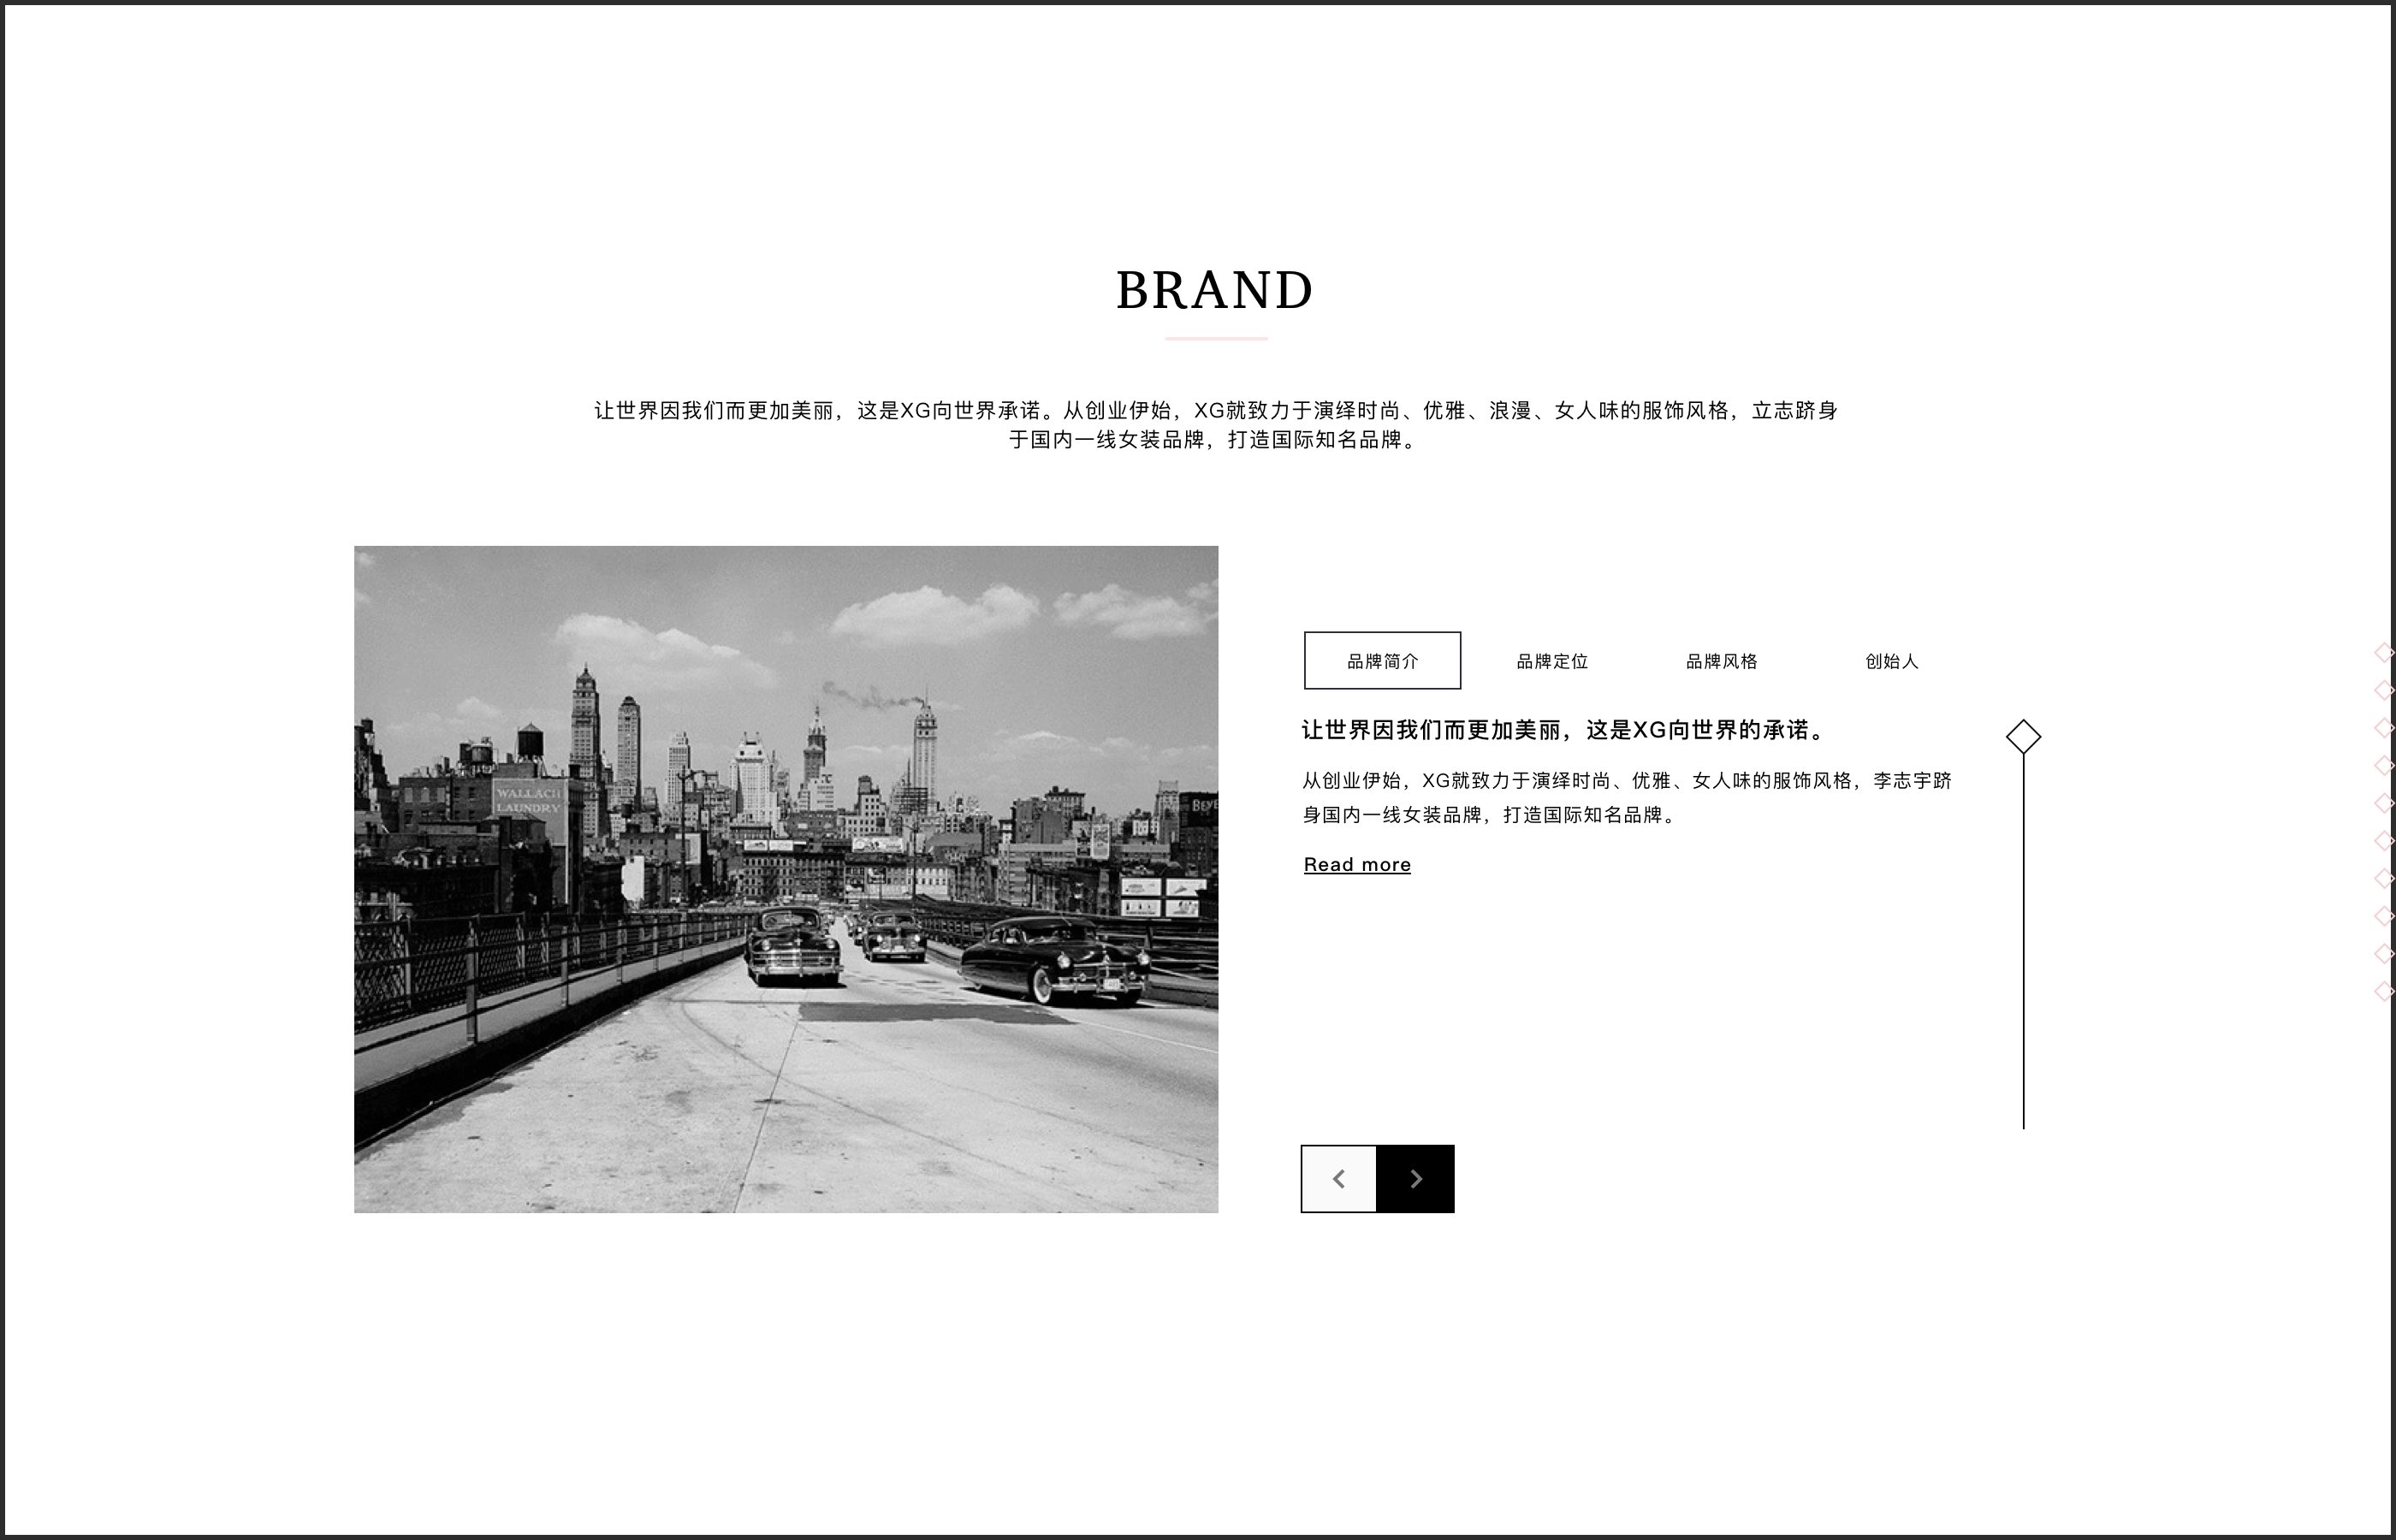 BRAND
让世界因我们而更加美丽，这是XG向世界承诺。从创业伊始，XG就致力于演绎时尚、优雅、浪漫、女人味的服饰风格，立志跻身
于国内一线女装品牌，打造国际知名品牌。
WALLACH
LAUNDRY
品牌简介
品牌定位
品牌风格
创始人
让世界因我们而更加美丽，这是XG向世界的承诺。
从创业伊始，XG就致力于演绎时尚、优雅、女人味的服饰风格，李志宇跻
身国内一线女装品牌，打造国际知名品牌。
Read more